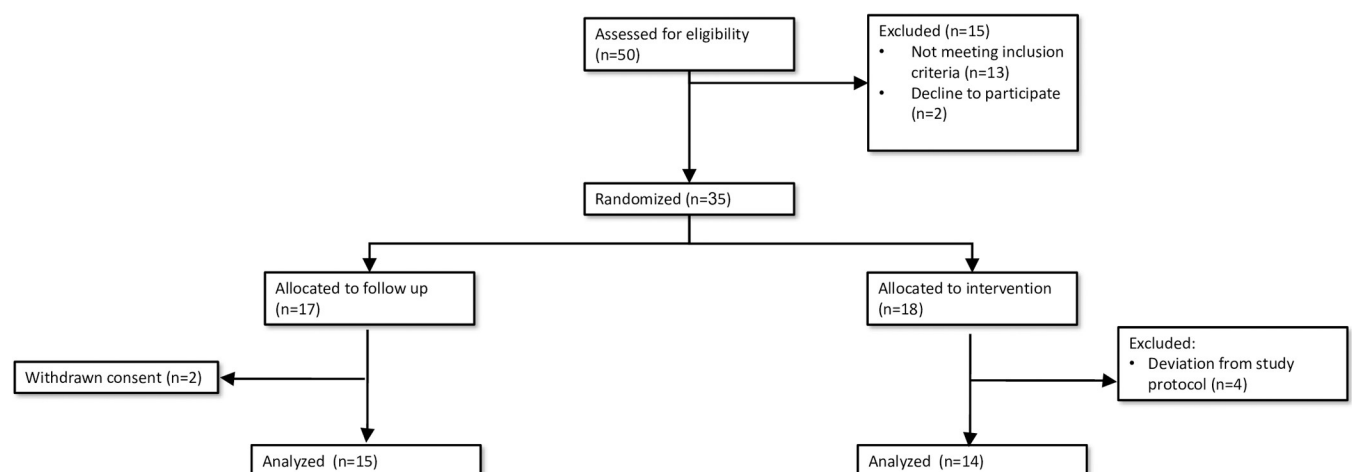 Assessed for eligibility
(n=50)
Excluded (n=15)
• Not meeting inclusion
criteria (n=13)
• Decline to participate
(n=2)
Randomized (n=35)
Allocated to follow up
(n=17)
Allocated to intervention
(n=18)
Withdrawn consent (n=2)
Excluded:
• Deviation from study
protocol (n=4)
Analyzed (n=15)
Analyzed (n=14)